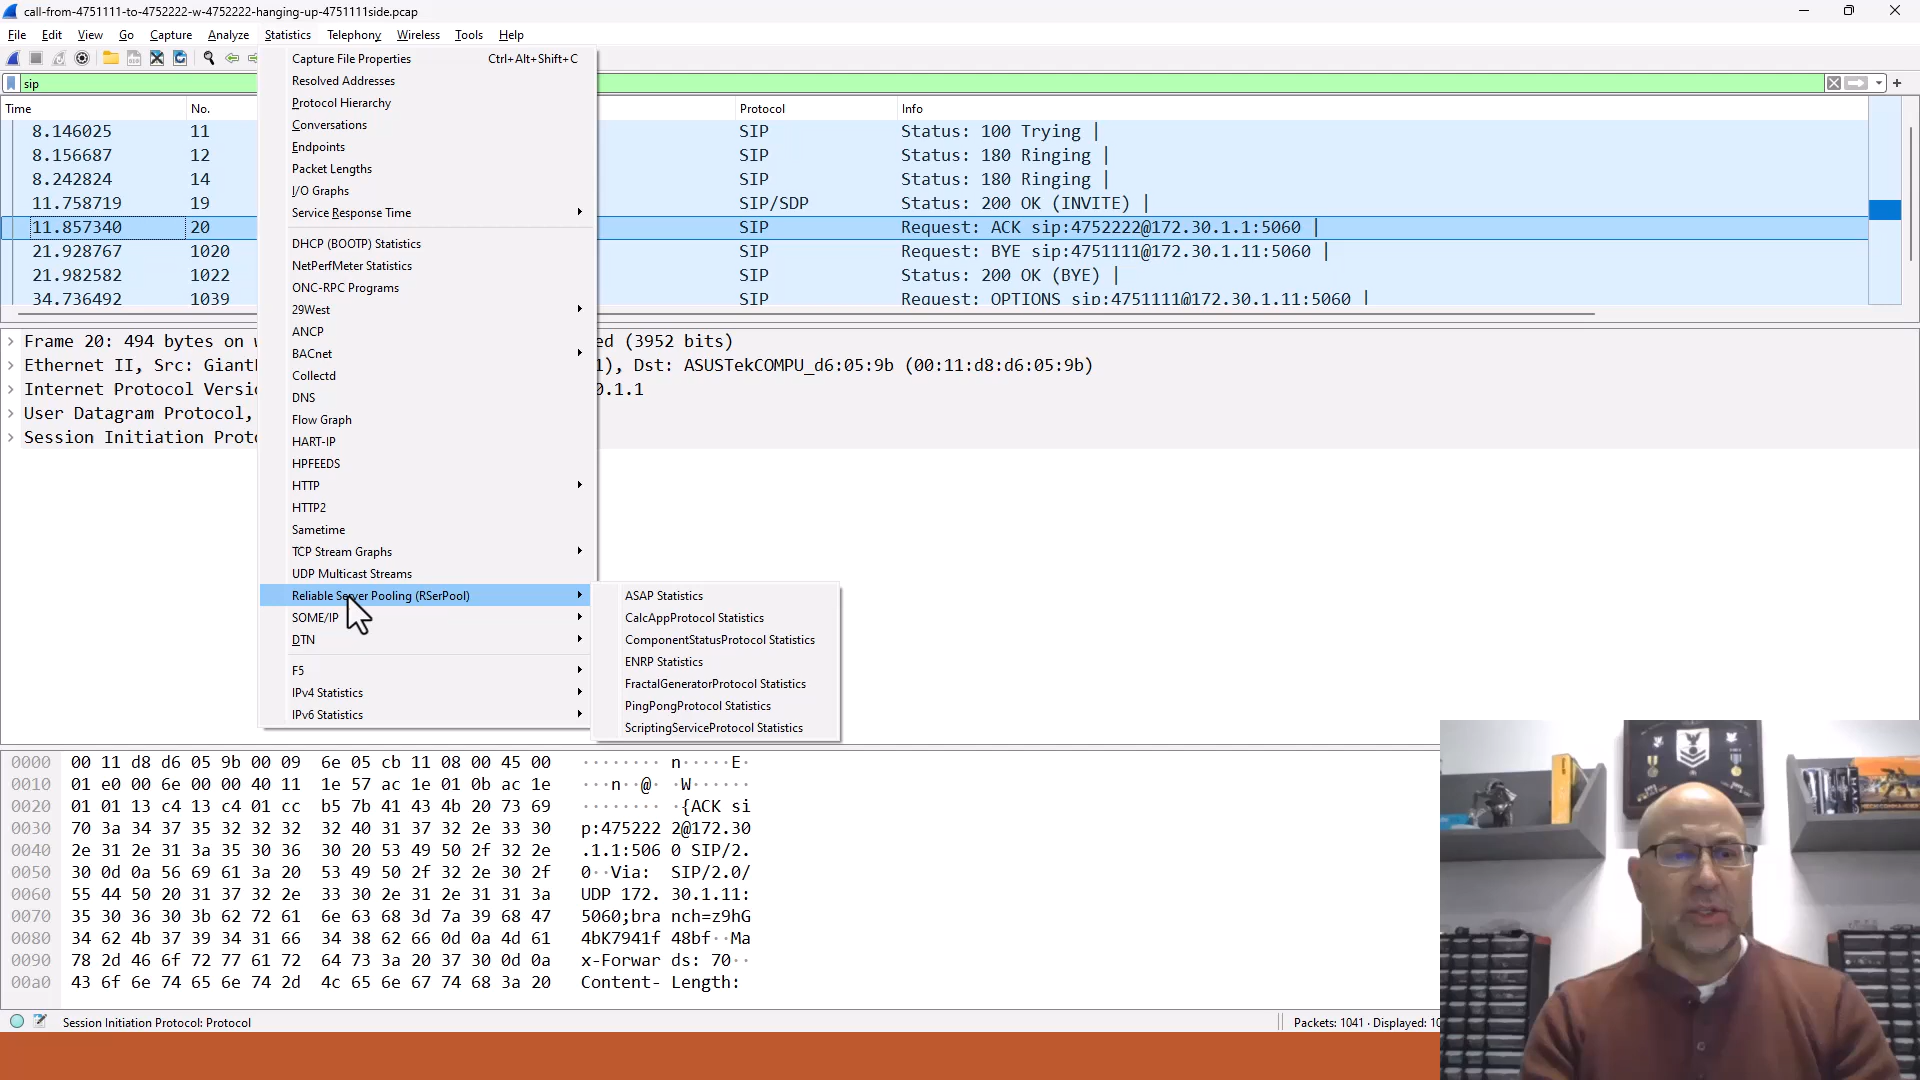 call-from-4751111-to-4752222-w-4752222-hanging-up-4751111side.pcap
File Edit View Go Capture Analyze Statistics Telephony Wireless Tools Help
sip
Time No. Protocol Info
8.146025 11 SIP Status: 100 Trying |
8.156687 12 SIP Status: 180 Ringing |
8.242824 14 SIP Status: 180 Ringing |
11.758719 19 SIP/SDP Status: 200 OK (INVITE) |
11.857340 20 SIP Request: ACK sip:4752222@172.30.1.1:5060 |
21.928767 1020 SIP Request: BYE sip:4751111@172.30.1.11:5060 |
21.982582 1022 SIP Status: 200 OK (BYE) |
34.736492 1039 SIP Request: OPTIONS sip:4751111@172.30.1.11:5060 |
Capture File Properties Ctrl+Alt+Shift+C
Resolved Addresses
Protocol Hierarchy
Conversations
Endpoints
Packet Lengths
I/O Graphs
Service Response Time
DHCP (BOOTP) Statistics
NetPerfMeter Statistics
ONC-RPC Programs
29West
ANCP
BACnet
Collectd
DNS
Flow Graph
HART-IP
HPFEEDS
HTTP
HTTP2
Sametime
TCP Stream Graphs
UDP Multicast Streams
Reliable Server Pooling (RSerPool)
SOME/IP
DTN
F5
IPv4 Statistics
IPv6 Statistics
ASAP Statistics
CalcAppProtocol Statistics
ComponentStatusProtocol Statistics
ENRP Statistics
FractalGeneratorProtocol Statistics
PingPongProtocol Statistics
ScriptingServiceProtocol Statistics
Frame 20: 494 bytes on w ed (3952 bits)
Ethernet II, Src: Giant 1), Dst: ASUSTekCOMPU_d6:05:9b (00:11:d8:d6:05:9b)
Internet Protocol Versi 0.1.1
User Datagram Protocol,
Session Initiation Proto
0000 00 11 d8 d6 05 9b 00 09 6e 05 cb 11 08 00 45 00 ········ n·····E·
0010 01 e0 00 6e 00 00 40 11 1e 57 ac 1e 01 0b ac 1e ···n··@· ·W······
0020 01 01 13 c4 13 c4 01 cc b5 7b 41 43 4b 20 73 69 ········ ·{ACK si
0030 70 3a 34 37 35 32 32 32 32 40 31 37 32 2e 33 30 p:475222 2@172.30
0040 2e 31 2e 31 3a 35 30 36 30 20 53 49 50 2f 32 2e .1.1:506 0 SIP/2.
0050 30 0d 0a 56 69 61 3a 20 53 49 50 2f 32 2e 30 2f 0··Via: SIP/2.0/
0060 55 44 50 20 31 37 32 2e 33 30 2e 31 2e 31 31 3a UDP 172. 30.1.11:
0070 35 30 36 30 3b 62 72 61 6e 63 68 3d 7a 39 68 47 5060;bra nch=z9hG
0080 34 62 4b 37 39 34 31 66 34 38 62 66 0d 0a 4d 61 4bK7941f 48bf··Ma
0090 78 2d 46 6f 72 77 61 72 64 73 3a 20 37 30 0d 0a x-Forwar ds: 70··
00a0 43 6f 6e 74 65 6e 74 2d 4c 65 6e 67 74 68 3a 20 Content- Length:
Session Initiation Protocol: Protocol
Packets: 1041 · Displayed: 10